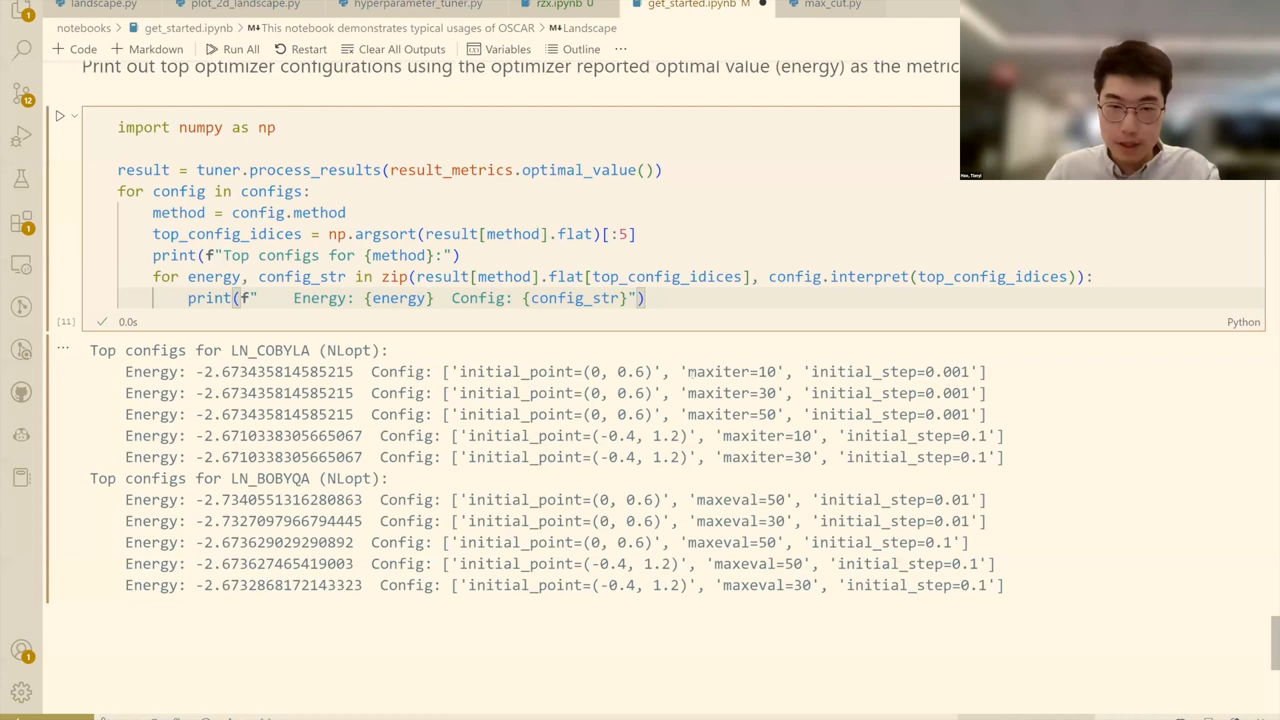 landscape.py plot_2d_landscape.py hyperparameter_tuner.py rzx.ipynb U get_started.ipynb M max_cut.py
notebooks > get_started.ipynb > M↓This notebook demonstrates typical usages of OSCAR > M↓Landscape
+ Code + Markdown Run All Restart Clear All Outputs Variables Outline ...
Print out top optimizer configurations using the optimizer reported optimal value (energy) as the metric
import numpy as np
result = tuner.process_results(result_metrics.optimal_value())
for config in configs:
method = config.method
top_config_idices = np.argsort(result[method].flat)[:5]
print(f"Top configs for {method}:")
for energy, config_str in zip(result[method].flat[top_config_idices], config.interpret(top_config_idices)):
print(f"    Energy: {energy}  Config: {config_str}")
[11] 0.0s Python
Top configs for LN_COBYLA (NLopt):
Energy: -2.673435814585215  Config: ['initial_point=(0, 0.6)', 'maxiter=10', 'initial_step=0.001']
Energy: -2.673435814585215  Config: ['initial_point=(0, 0.6)', 'maxiter=30', 'initial_step=0.001']
Energy: -2.673435814585215  Config: ['initial_point=(0, 0.6)', 'maxiter=50', 'initial_step=0.001']
Energy: -2.6710338305665067  Config: ['initial_point=(-0.4, 1.2)', 'maxiter=10', 'initial_step=0.1']
Energy: -2.6710338305665067  Config: ['initial_point=(-0.4, 1.2)', 'maxiter=30', 'initial_step=0.1']
Top configs for LN_BOBYQA (NLopt):
Energy: -2.7340551316280863  Config: ['initial_point=(0, 0.6)', 'maxeval=50', 'initial_step=0.01']
Energy: -2.7327097966794445  Config: ['initial_point=(0, 0.6)', 'maxeval=30', 'initial_step=0.01']
Energy: -2.673629029290892  Config: ['initial_point=(0, 0.6)', 'maxeval=50', 'initial_step=0.1']
Energy: -2.673627465419003  Config: ['initial_point=(-0.4, 1.2)', 'maxeval=50', 'initial_step=0.1']
Energy: -2.6732868172143323  Config: ['initial_point=(-0.4, 1.2)', 'maxeval=30', 'initial_step=0.1']
1
12
1
1
Hao, Tianyi